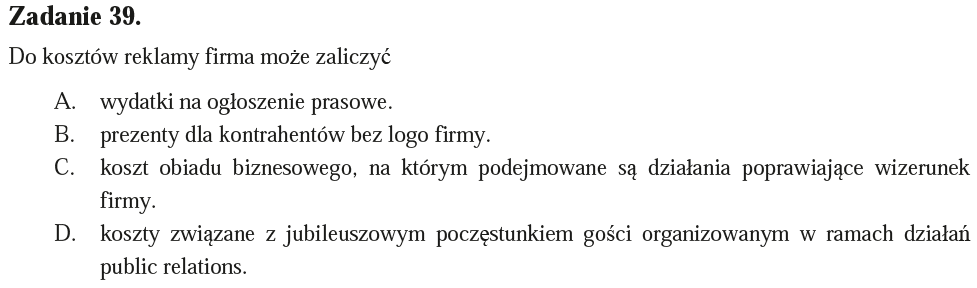 Zadanie 39.
Do kosztów reklamy firma może zaliczyć
A. wydatki na ogłoszenie prasowe.
B. prezenty dla kontrahentów bez logo firmy.
C. koszt obiadu biznesowego, na którym podejmowane są działania poprawiające wizerunek
firmy.
D. koszty związane z jubileuszowym poczęstunkiem gości organizowanym w ramach działań
public relations.